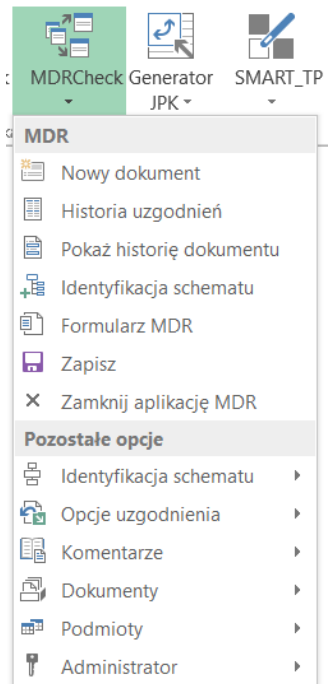 MDRCheck Generator SMART_TP
JPK
MDR
Nowy dokument
Historia uzgodnień
Pokaż historię dokumentu
Identyfikacja schematu
Formularz MDR
Zapisz
Zamknij aplikację MDR
Pozostałe opcje
Identyfikacja schematu
Opcje uzgodnienia
Komentarze
Dokumenty
Podmioty
Administrator